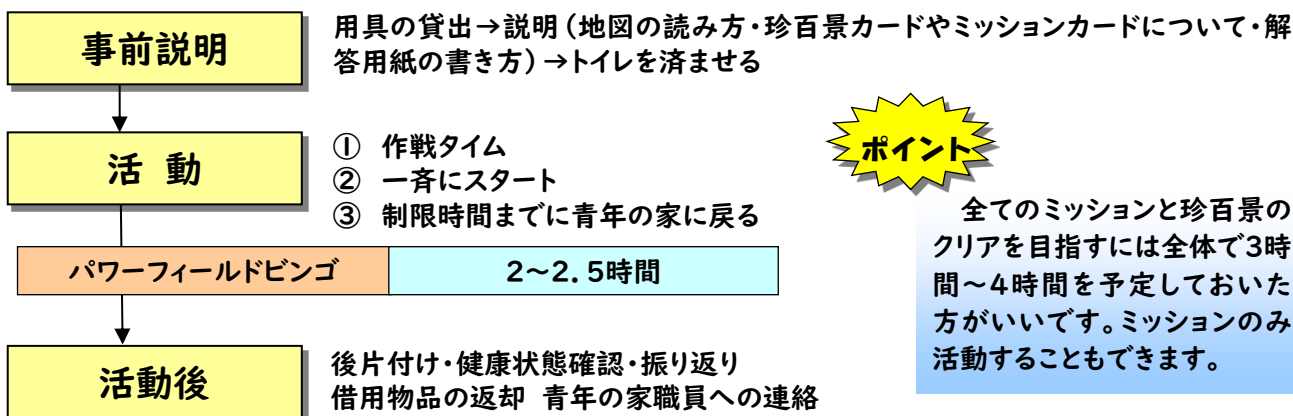 事前説明
用具の貸出→説明（地図の読み方・珍百景カードやミッションカードについて・解
答用紙の書き方）→トイレを済ませる
活 動
① 作戦タイム
② 一斉にスタート
③ 制限時間までに青年の家に戻る
ポイント
全てのミッションと珍百景の
クリアを目指すには全体で3時
間～4時間を予定しておいた
方がいいです。ミッションのみ
活動することもできます。
パワーフィールドビンゴ
2～2.5時間
活動後
後片付け・健康状態確認・振り返り
借用物品の返却 青年の家職員への連絡